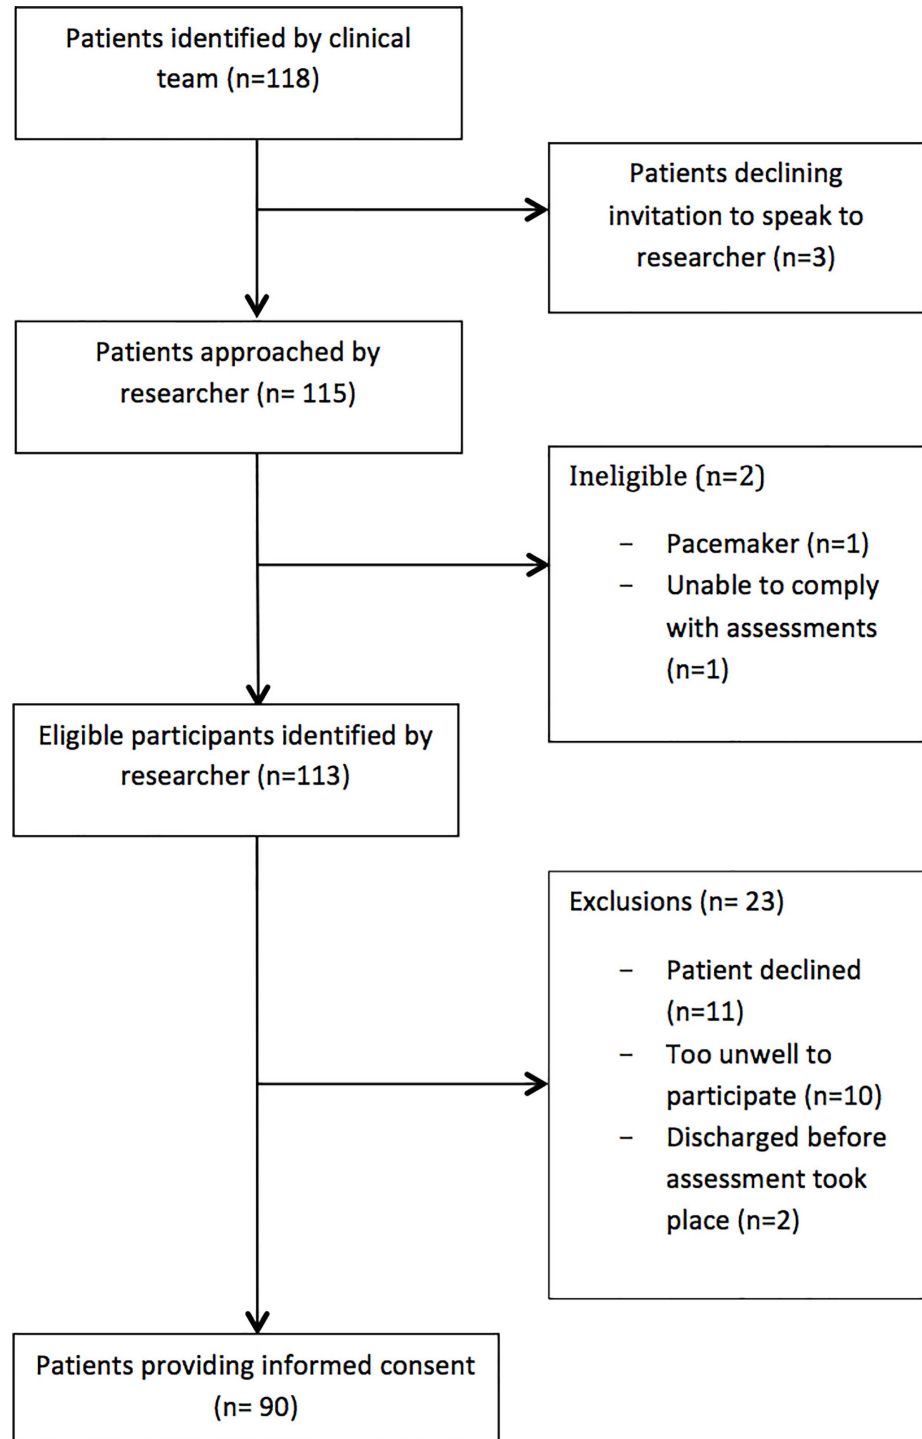 Patients identified by clinical
team (n=118)
Patients declining
invitation to speak to
researcher (n=3)
Patients approached by
researcher (n= 115)
Ineligible (n=2)
- Pacemaker (n=1)
- Unable to comply
with assessments
(n=1)
Eligible participants identified by
researcher (n=113)
Exclusions (n= 23)
- Patient declined
(n=11)
- Too unwell to
participate (n=10)
- Discharged before
assessment took
place (n=2)
Patients providing informed consent
(n= 90)